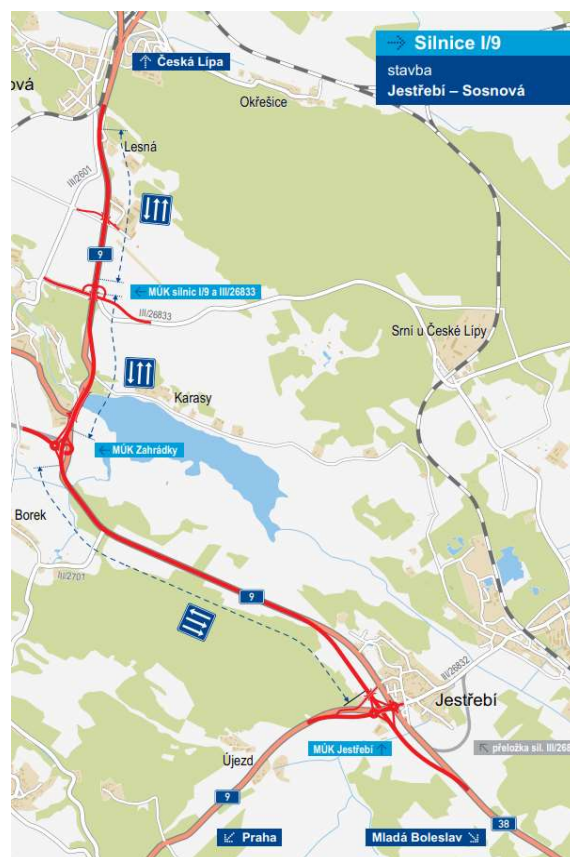 Silnice I/9
stavba
Jestřebí – Sosnová
Česká Lípa
ová
Okřešice
Lesná
III/2601
9
MÚK silnic I/9 a III/26833
III/26833
Srní u České Lípy
Karasy
MÚK Zahrádky
Borek
III/2701
9
III/26832
Jestřebí
MÚK Jestřebí
přeložka sil. III/268
Újezd
9
38
Praha
Mladá Boleslav